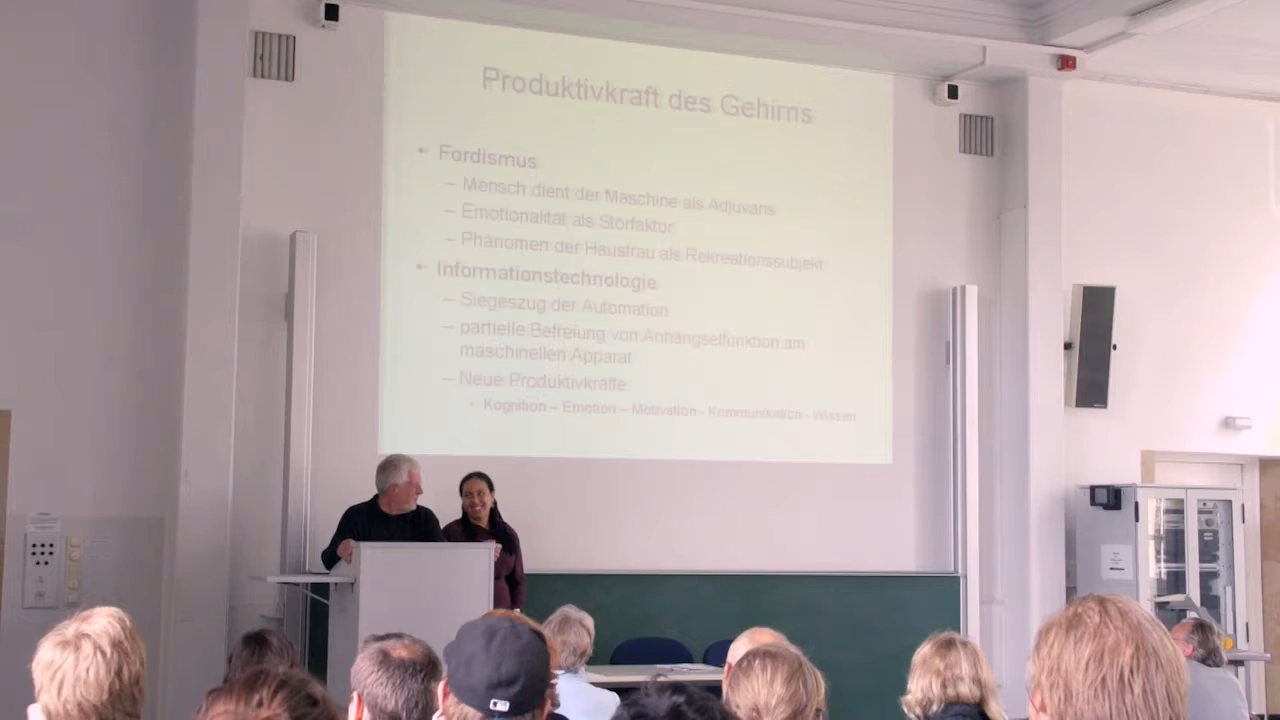 Produktivkraft des Gehirns
• Fordismus
– Mensch dient der Maschine als Adjuvans
– Emotionalität als Störfaktor
– Phänomen der Hausfrau als Rekreationssubjekt
• Informationstechnologie
– Siegeszug der Automation
– partielle Befreiung von Anhängselfunktion am
maschinellen Apparat
– Neue Produktivkräfte
• Kognition – Emotion – Motivation - Kommunikation - Wissen